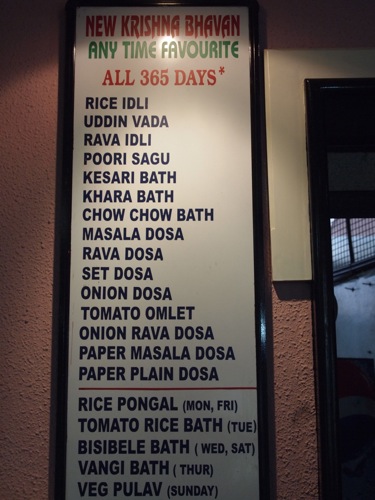 NEW KRISHNA BHAVAN
ANY TIME FAVOURITE
ALL 365 DAYS*
RICE IDLI
UDDIN VADA
RAVA IDLI
POORI SAGU
KESARI BATH
KHARA BATH
CHOW CHOW BATH
MASALA DOSA
RAVA DOSA
SET DOSA
ONION DOSA
TOMATO OMLET
ONION RAVA DOSA
PAPER MASALA DOSA
PAPER PLAIN DOSA
RICE PONGAL (MON, FRI)
TOMATO RICE BATH (TUE)
BISIBELE BATH ( WED, SAT)
VANGI BATH ( THUR)
VEG PULAV (SUNDAY)